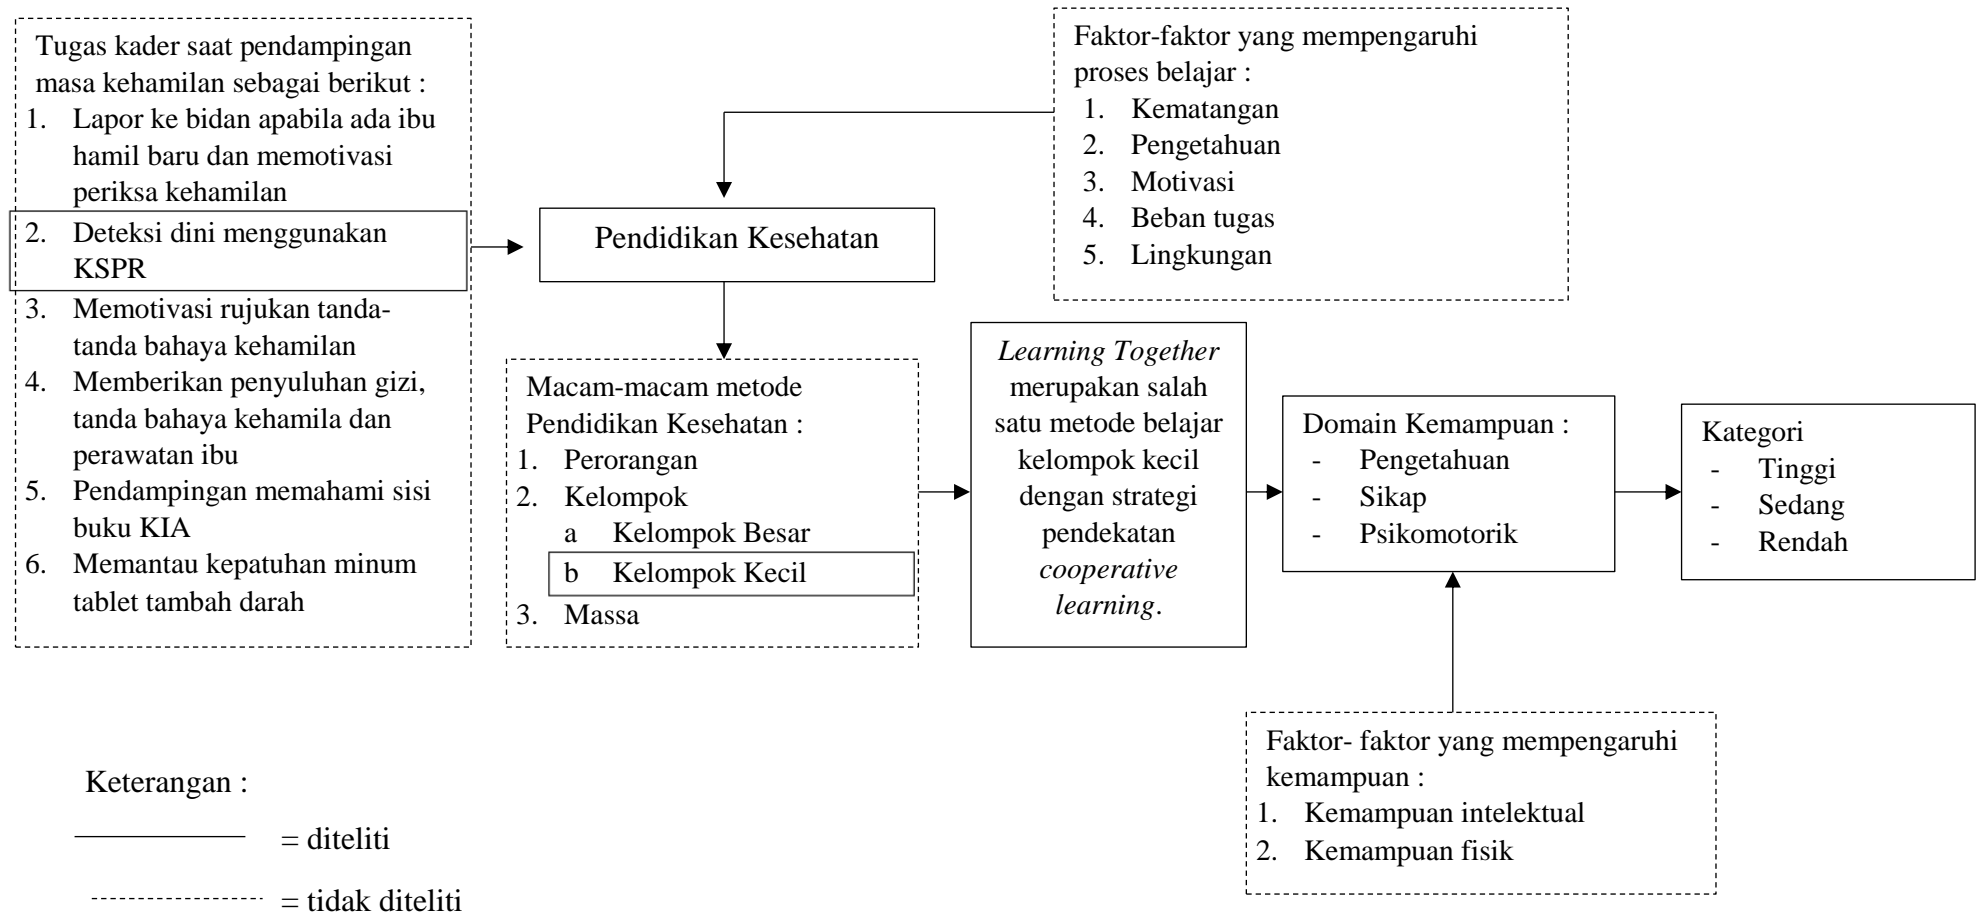 Tugas kader saat pendampingan
masa kehamilan sebagai berikut :
1. Lapor ke bidan apabila ada ibu
hamil baru dan memotivasi
periksa kehamilan
2. Deteksi dini menggunakan
KSPR
3. Memotivasi rujukan tanda-
tanda bahaya kehamilan
4. Memberikan penyuluhan gizi,
tanda bahaya kehamila dan
perawatan ibu
5. Pendampingan memahami sisi
buku KIA
6. Memantau kepatuhan minum
tablet tambah darah
Faktor-faktor yang mempengaruhi
proses belajar :
1. Kematangan
2. Pengetahuan
3. Motivasi
4. Beban tugas
5. Lingkungan
Pendidikan Kesehatan
Macam-macam metode
Pendidikan Kesehatan :
1. Perorangan
2. Kelompok
a Kelompok Besar
b Kelompok Kecil
3. Massa
Learning Together
merupakan salah
satu metode belajar
kelompok kecil
dengan strategi
pendekatan
cooperative
learning.
Domain Kemampuan :
- Pengetahuan
- Sikap
- Psikomotorik
Kategori
- Tinggi
- Sedang
- Rendah
Faktor- faktor yang mempengaruhi
kemampuan :
1. Kemampuan intelektual
2. Kemampuan fisik
Keterangan :
= diteliti
= tidak diteliti